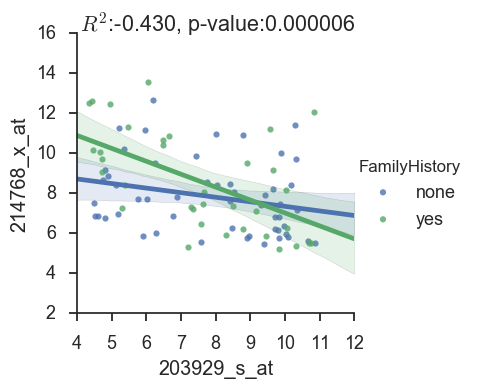 R²:-0.430, p-value:0.000006
16
14
12
10
8
6
4
2
214768_x_at
4 5 6 7 8 9 10 11 12
203929_s_at
FamilyHistory
none
yes